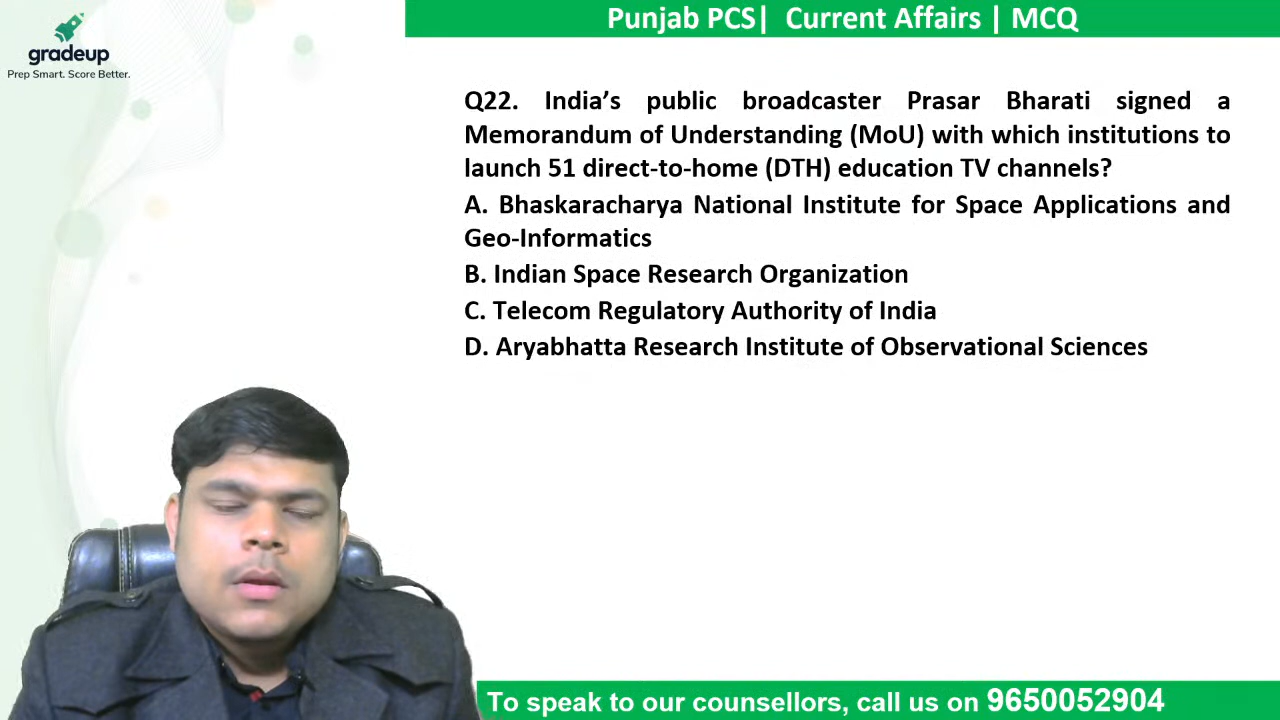 gradeup
Prep Smart. Score Better.
Punjab PCS| Current Affairs | MCQ
Q22. India’s public broadcaster Prasar Bharati signed a
Memorandum of Understanding (MoU) with which institutions to
launch 51 direct-to-home (DTH) education TV channels?
A. Bhaskaracharya National Institute for Space Applications and
Geo-Informatics
B. Indian Space Research Organization
C. Telecom Regulatory Authority of India
D. Aryabhatta Research Institute of Observational Sciences
To speak to our counsellors, call us on 9650052904